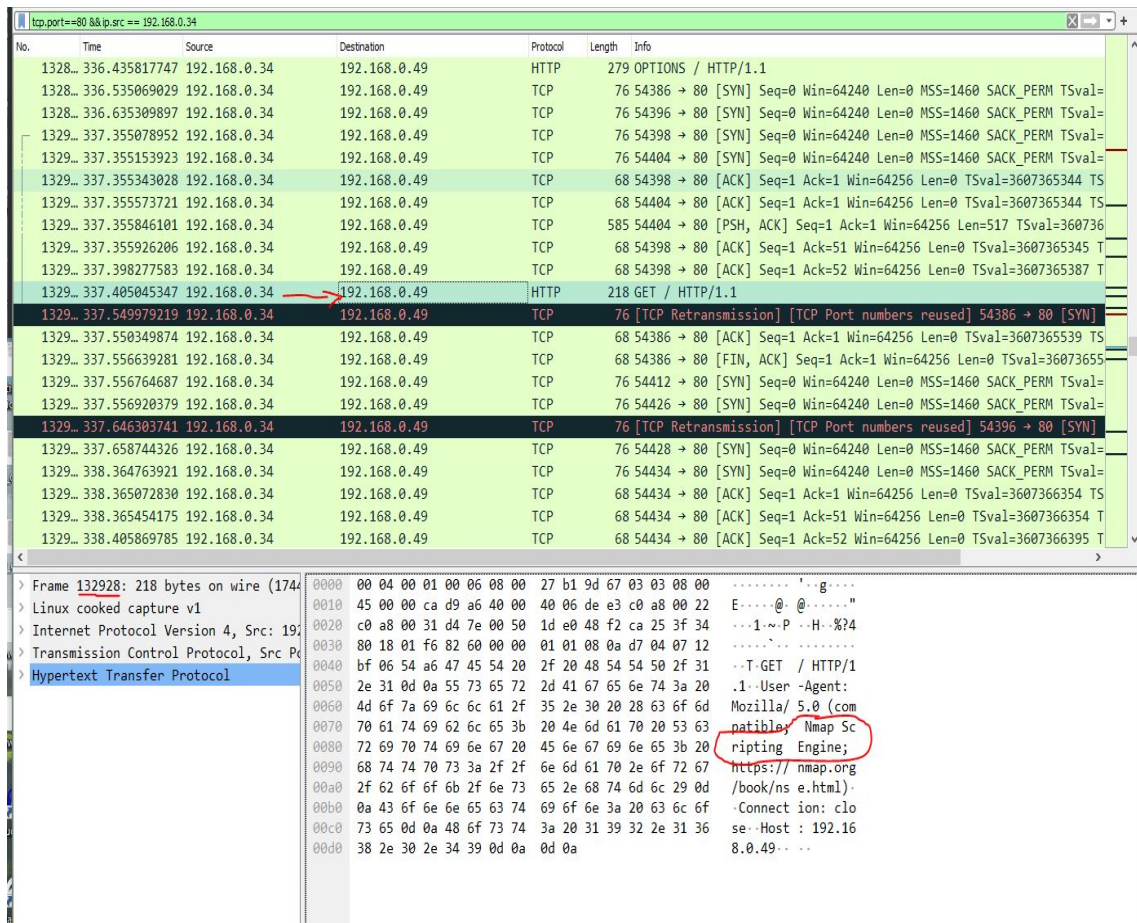 tcp.port==80 && ip.src == 192.168.0.34
No. Time Source Destination Protocol Length Info
1328… 336.435817747 192.168.0.34 192.168.0.49 HTTP 279 OPTIONS / HTTP/1.1
1328… 336.535069029 192.168.0.34 192.168.0.49 TCP 76 54386 → 80 [SYN] Seq=0 Win=64240 Len=0 MSS=1460 SACK_PERM TSval=
1328… 336.635309897 192.168.0.34 192.168.0.49 TCP 76 54396 → 80 [SYN] Seq=0 Win=64240 Len=0 MSS=1460 SACK_PERM TSval=
1329… 337.355078952 192.168.0.34 192.168.0.49 TCP 76 54398 → 80 [SYN] Seq=0 Win=64240 Len=0 MSS=1460 SACK_PERM TSval=
1329… 337.355153923 192.168.0.34 192.168.0.49 TCP 76 54404 → 80 [SYN] Seq=0 Win=64240 Len=0 MSS=1460 SACK_PERM TSval=
1329… 337.355343028 192.168.0.34 192.168.0.49 TCP 68 54398 → 80 [ACK] Seq=1 Ack=1 Win=64256 Len=0 TSval=3607365344 TS
1329… 337.355573721 192.168.0.34 192.168.0.49 TCP 68 54404 → 80 [ACK] Seq=1 Ack=1 Win=64256 Len=0 TSval=3607365344 TS
1329… 337.355846101 192.168.0.34 192.168.0.49 TCP 585 54404 → 80 [PSH, ACK] Seq=1 Ack=1 Win=64256 Len=517 TSval=360736
1329… 337.355926206 192.168.0.34 192.168.0.49 TCP 68 54398 → 80 [ACK] Seq=1 Ack=51 Win=64256 Len=0 TSval=3607365345 T
1329… 337.398277583 192.168.0.34 192.168.0.49 TCP 68 54398 → 80 [ACK] Seq=1 Ack=52 Win=64256 Len=0 TSval=3607365387 T
1329… 337.405045347 192.168.0.34 192.168.0.49 HTTP 218 GET / HTTP/1.1
1329… 337.549979219 192.168.0.34 192.168.0.49 TCP 76 [TCP Retransmission] [TCP Port numbers reused] 54386 → 80 [SYN]
1329… 337.550349874 192.168.0.34 192.168.0.49 TCP 68 54386 → 80 [ACK] Seq=1 Ack=1 Win=64256 Len=0 TSval=3607365539 TS
1329… 337.556639281 192.168.0.34 192.168.0.49 TCP 68 54386 → 80 [FIN, ACK] Seq=1 Ack=1 Win=64256 Len=0 TSval=36073655
1329… 337.556764687 192.168.0.34 192.168.0.49 TCP 76 54412 → 80 [SYN] Seq=0 Win=64240 Len=0 MSS=1460 SACK_PERM TSval=
1329… 337.556920379 192.168.0.34 192.168.0.49 TCP 76 54426 → 80 [SYN] Seq=0 Win=64240 Len=0 MSS=1460 SACK_PERM TSval=
1329… 337.646303741 192.168.0.34 192.168.0.49 TCP 76 [TCP Retransmission] [TCP Port numbers reused] 54396 → 80 [SYN]
1329… 337.658744326 192.168.0.34 192.168.0.49 TCP 76 54428 → 80 [SYN] Seq=0 Win=64240 Len=0 MSS=1460 SACK_PERM TSval=
1329… 338.364763921 192.168.0.34 192.168.0.49 TCP 76 54434 → 80 [SYN] Seq=0 Win=64240 Len=0 MSS=1460 SACK_PERM TSval=
1329… 338.365072830 192.168.0.34 192.168.0.49 TCP 68 54434 → 80 [ACK] Seq=1 Ack=1 Win=64256 Len=0 TSval=3607366354 TS
1329… 338.365454175 192.168.0.34 192.168.0.49 TCP 68 54434 → 80 [ACK] Seq=1 Ack=51 Win=64256 Len=0 TSval=3607366354 T
1329… 338.405869785 192.168.0.34 192.168.0.49 TCP 68 54434 → 80 [ACK] Seq=1 Ack=52 Win=64256 Len=0 TSval=3607366395 T
Frame 132928: 218 bytes on wire (1744
Linux cooked capture v1
Internet Protocol Version 4, Src: 192
Transmission Control Protocol, Src Po
Hypertext Transfer Protocol
0000 00 04 00 01 00 06 08 00 27 b1 9d 67 03 03 08 00 ········ '··g····
0010 45 00 00 ca d9 a6 40 00 40 06 de e3 c0 a8 00 22 E·····@· @······"
0020 c0 a8 00 31 d4 7e 00 50 1d e0 48 f2 ca 25 3f 34 ···1·~·P ··H··%?4
0030 80 18 01 f6 82 60 00 00 01 01 08 0a d7 04 07 12 ·····`·· ········
0040 bf 06 54 a6 47 45 54 20 2f 20 48 54 54 50 2f 31 ··T·GET / HTTP/1
0050 2e 31 0d 0a 55 73 65 72 2d 41 67 65 6e 74 3a 20 .1··User -Agent:
0060 4d 6f 7a 69 6c 6c 61 2f 35 2e 30 20 28 63 6f 6d Mozilla/ 5.0 (com
0070 70 61 74 69 62 6c 65 3b 20 4e 6d 61 70 20 53 63 patible; Nmap Sc
0080 72 69 70 74 69 6e 67 20 45 6e 67 69 6e 65 3b 20 ripting Engine;
0090 68 74 74 70 73 3a 2f 2f 6e 6d 61 70 2e 6f 72 67 https:// nmap.org
00a0 2f 62 6f 6f 6b 2f 6e 73 65 2e 68 74 6d 6c 29 0d /book/ns e.html)·
00b0 0a 43 6f 6e 6e 65 63 74 69 6f 6e 3a 20 63 6c 6f ·Connect ion: clo
00c0 73 65 0d 0a 48 6f 73 74 3a 20 31 39 32 2e 31 36 se··Host : 192.16
00d0 38 2e 30 2e 34 39 0d 0a 0d 0a 8.0.49·· ··